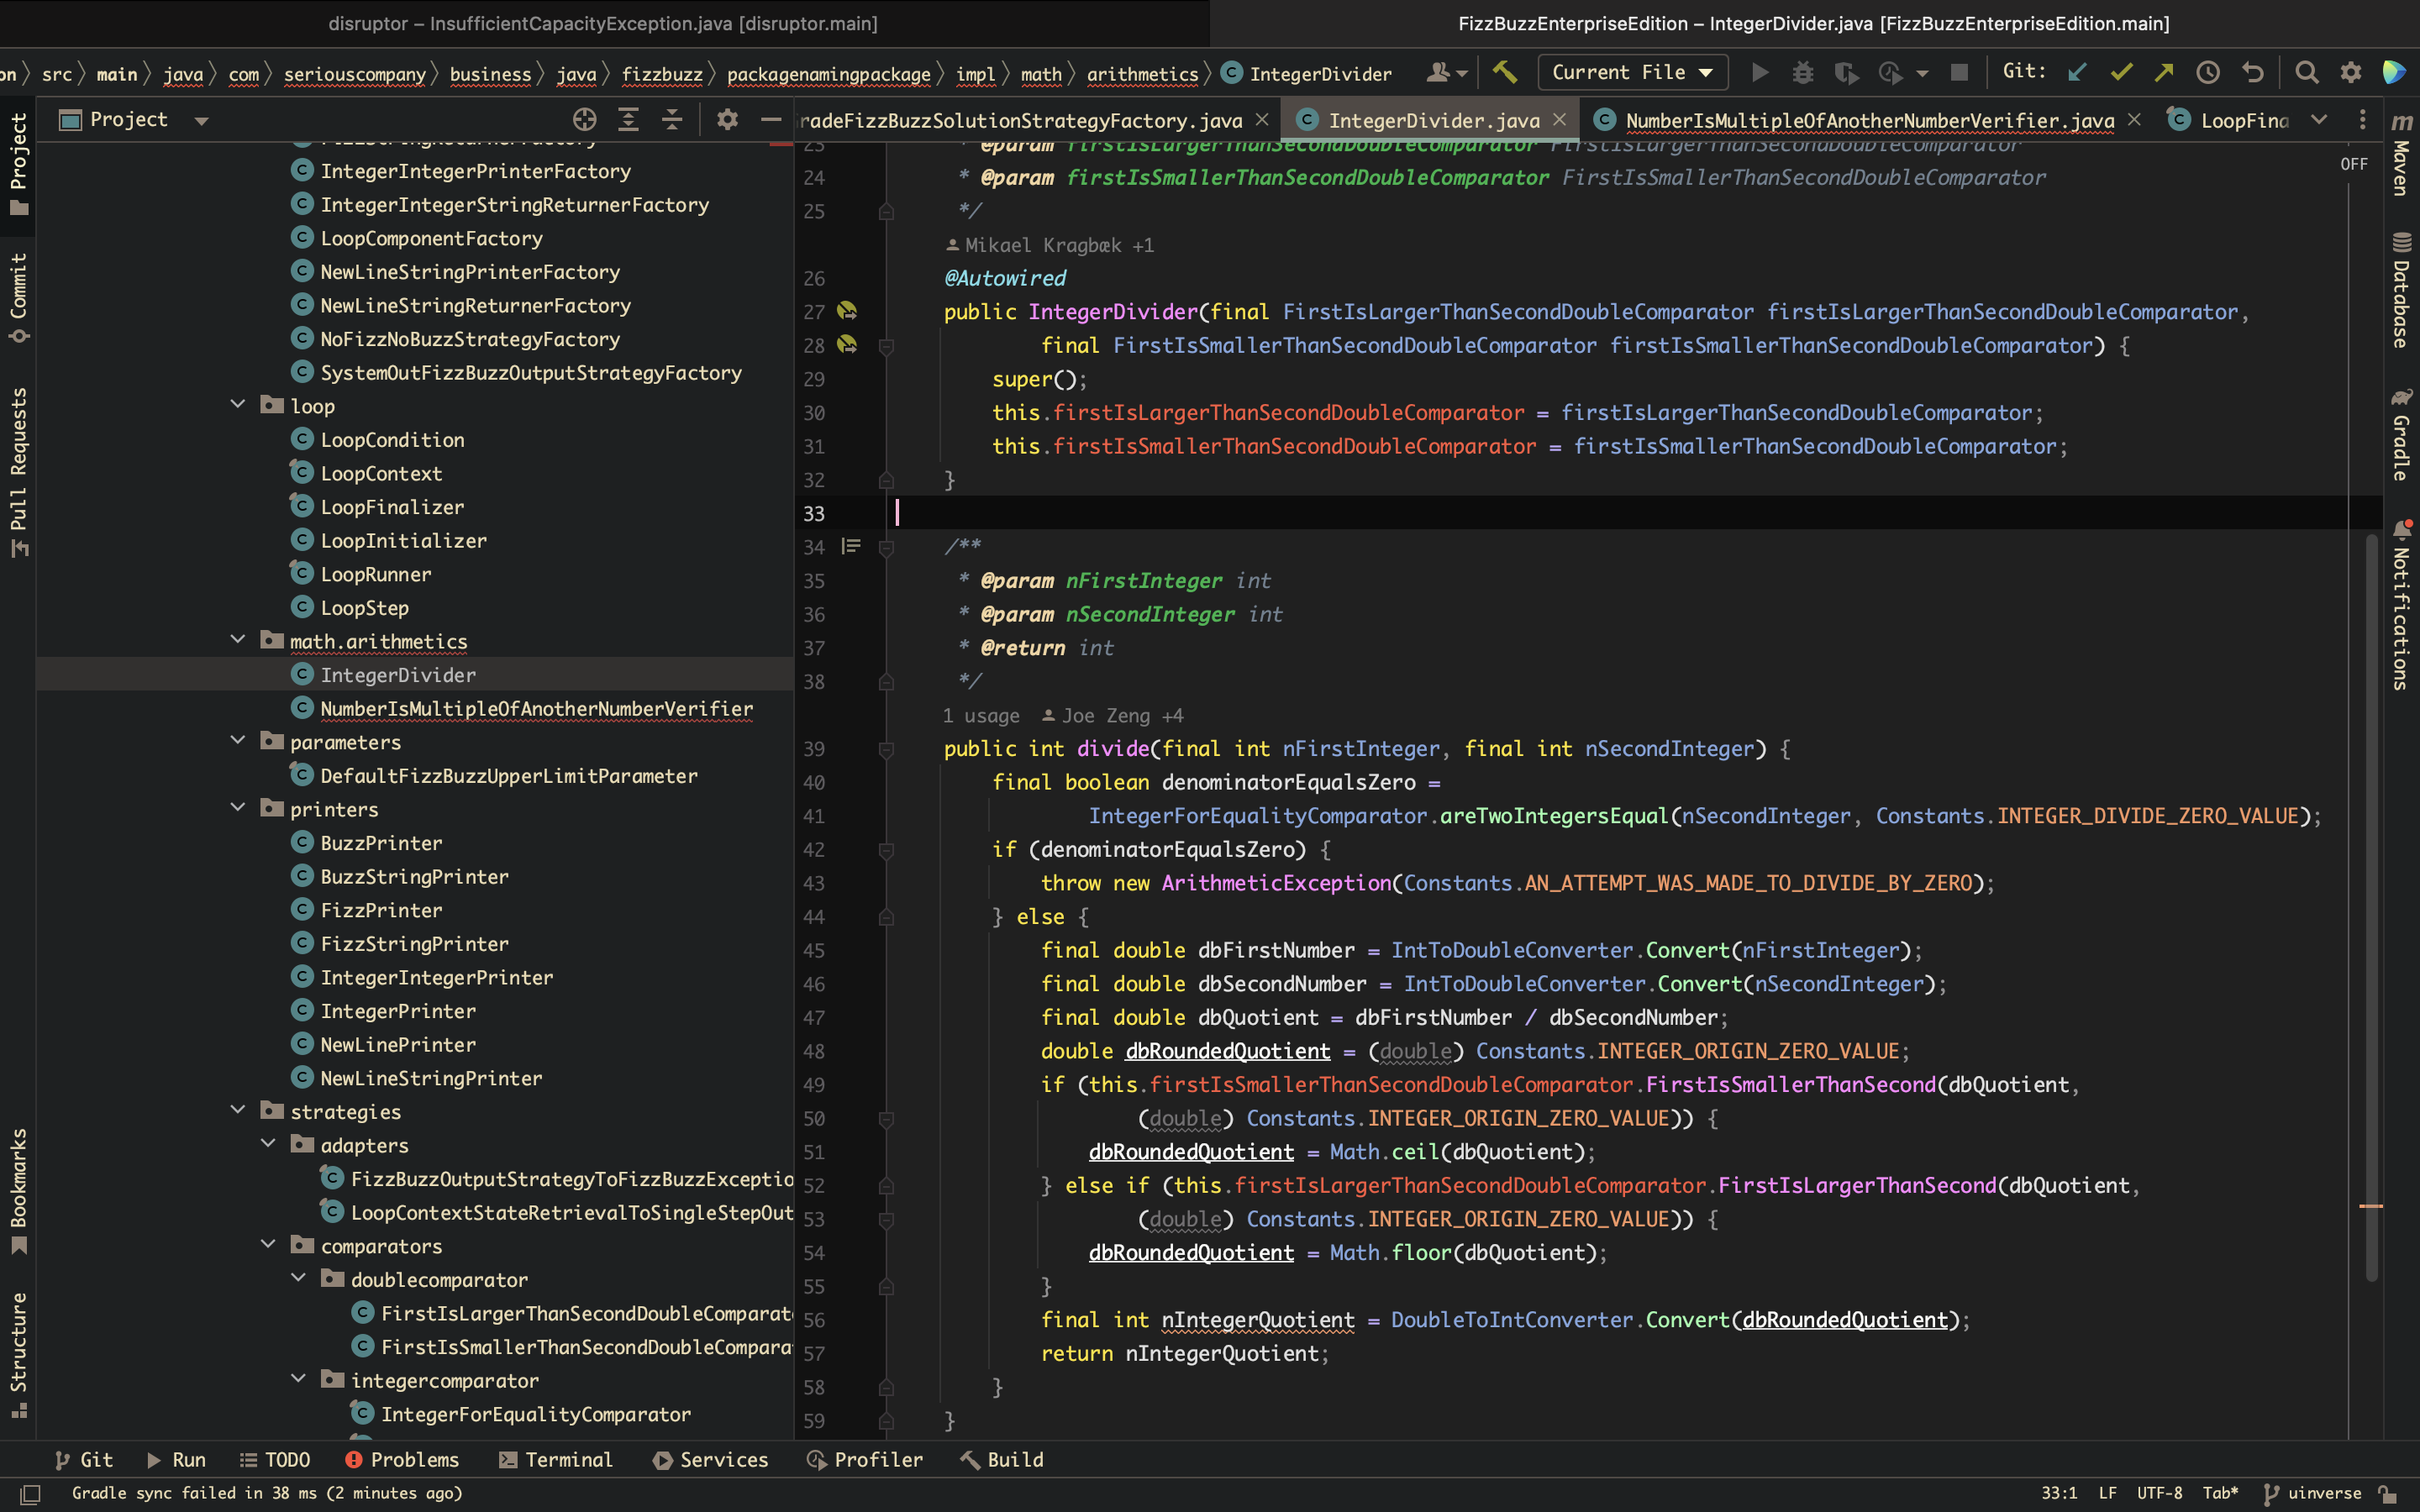 disruptor – InsufficientCapacityException.java [disruptor.main]
FizzBuzzEnterpriseEdition – IntegerDivider.java [FizzBuzzEnterpriseEdition.main]
on 〉 src 〉 main 〉 java 〉 com 〉 seriouscompany 〉 business 〉 java 〉 fizzbuzz 〉 packagenamingpackage 〉 impl 〉 math 〉 arithmetics 〉 IntegerDivider
Current File
Git:
Project
Commit
Pull Requests
Bookmarks
Structure
Project
FizzStringReturnerFactory
IntegerIntegerPrinterFactory
IntegerIntegerStringReturnerFactory
LoopComponentFactory
NewLineStringPrinterFactory
NewLineStringReturnerFactory
NoFizzNoBuzzStrategyFactory
SystemOutFizzBuzzOutputStrategyFactory
loop
LoopCondition
LoopContext
LoopFinalizer
LoopInitializer
LoopRunner
LoopStep
math.arithmetics
IntegerDivider
NumberIsMultipleOfAnotherNumberVerifier
parameters
DefaultFizzBuzzUpperLimitParameter
printers
BuzzPrinter
BuzzStringPrinter
FizzPrinter
FizzStringPrinter
IntegerIntegerPrinter
IntegerPrinter
NewLinePrinter
NewLineStringPrinter
strategies
adapters
FizzBuzzOutputStrategyToFizzBuzzExceptio
LoopContextStateRetrievalToSingleStepOut
comparators
doublecomparator
FirstIsLargerThanSecondDoubleComparat
FirstIsSmallerThanSecondDoubleCompara
integercomparator
IntegerForEqualityComparator
radeFizzBuzzSolutionStrategyFactory.java
IntegerDivider.java
NumberIsMultipleOfAnotherNumberVerifier.java
LoopFina
OFF
23 * @param firstIsLargerThanSecondDoubleComparator FirstIsLargerThanSecondDoubleComparator
24 * @param firstIsSmallerThanSecondDoubleComparator FirstIsSmallerThanSecondDoubleComparator
25 */
Mikael Kragbæk +1
26 @Autowired
27 public IntegerDivider(final FirstIsLargerThanSecondDoubleComparator firstIsLargerThanSecondDoubleComparator,
28 final FirstIsSmallerThanSecondDoubleComparator firstIsSmallerThanSecondDoubleComparator) {
29 super();
30 this.firstIsLargerThanSecondDoubleComparator = firstIsLargerThanSecondDoubleComparator;
31 this.firstIsSmallerThanSecondDoubleComparator = firstIsSmallerThanSecondDoubleComparator;
32 }
33
34 /**
35 * @param nFirstInteger int
36 * @param nSecondInteger int
37 * @return int
38 */
1 usage Joe Zeng +4
39 public int divide(final int nFirstInteger, final int nSecondInteger) {
40 final boolean denominatorEqualsZero =
41 IntegerForEqualityComparator.areTwoIntegersEqual(nSecondInteger, Constants.INTEGER_DIVIDE_ZERO_VALUE);
42 if (denominatorEqualsZero) {
43 throw new ArithmeticException(Constants.AN_ATTEMPT_WAS_MADE_TO_DIVIDE_BY_ZERO);
44 } else {
45 final double dbFirstNumber = IntToDoubleConverter.Convert(nFirstInteger);
46 final double dbSecondNumber = IntToDoubleConverter.Convert(nSecondInteger);
47 final double dbQuotient = dbFirstNumber / dbSecondNumber;
48 double dbRoundedQuotient = (double) Constants.INTEGER_ORIGIN_ZERO_VALUE;
49 if (this.firstIsSmallerThanSecondDoubleComparator.FirstIsSmallerThanSecond(dbQuotient,
50 (double) Constants.INTEGER_ORIGIN_ZERO_VALUE)) {
51 dbRoundedQuotient = Math.ceil(dbQuotient);
52 } else if (this.firstIsLargerThanSecondDoubleComparator.FirstIsLargerThanSecond(dbQuotient,
53 (double) Constants.INTEGER_ORIGIN_ZERO_VALUE)) {
54 dbRoundedQuotient = Math.floor(dbQuotient);
55 }
56 final int nIntegerQuotient = DoubleToIntConverter.Convert(dbRoundedQuotient);
57 return nIntegerQuotient;
58 }
59 }
Maven
Database
Gradle
Notifications
Git
Run
TODO
Problems
Terminal
Services
Profiler
Build
Gradle sync failed in 38 ms (2 minutes ago)
33:1 LF UTF-8 Tab* uinverse